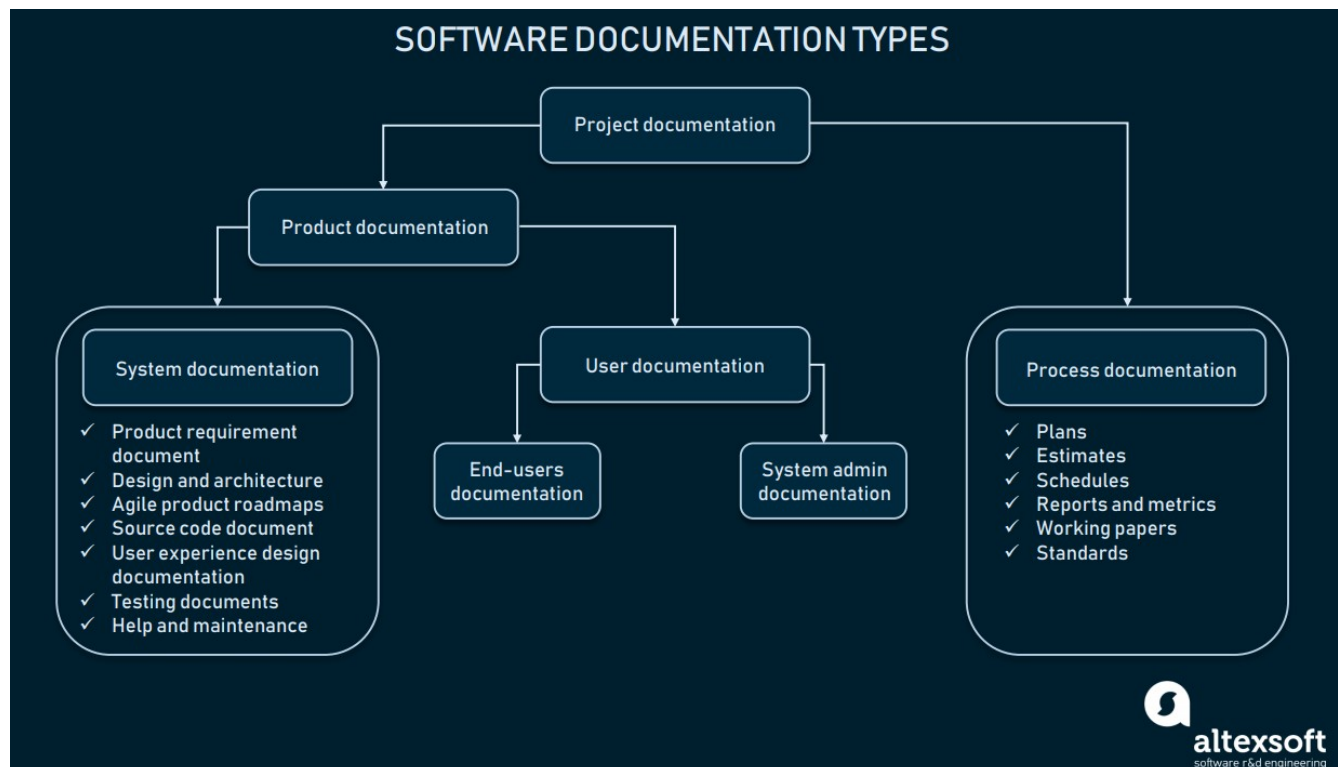 SOFTWARE DOCUMENTATION TYPES
Project documentation
Product documentation
System documentation
✓ Product requirement
document
✓ Design and architecture
✓ Agile product roadmaps
✓ Source code document
✓ User experience design
documentation
✓ Testing documents
✓ Help and maintenance
User documentation
End-users
documentation
System admin
documentation
Process documentation
✓ Plans
✓ Estimates
✓ Schedules
✓ Reports and metrics
✓ Working papers
✓ Standards
altexsoft
software r&d engineering